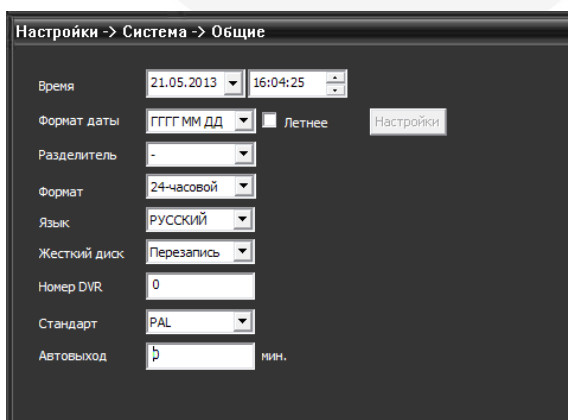 Настройки -> Система -> Общие
Время 21.05.2013 16:04:25
Формат даты ГГГГ ММ ДД Летнее Настройки
Разделитель -
Формат 24-часовой
Язык РУССКИЙ
Жесткий диск Перезапись
Номер DVR 0
Стандарт PAL
Автовыход 0 мин.